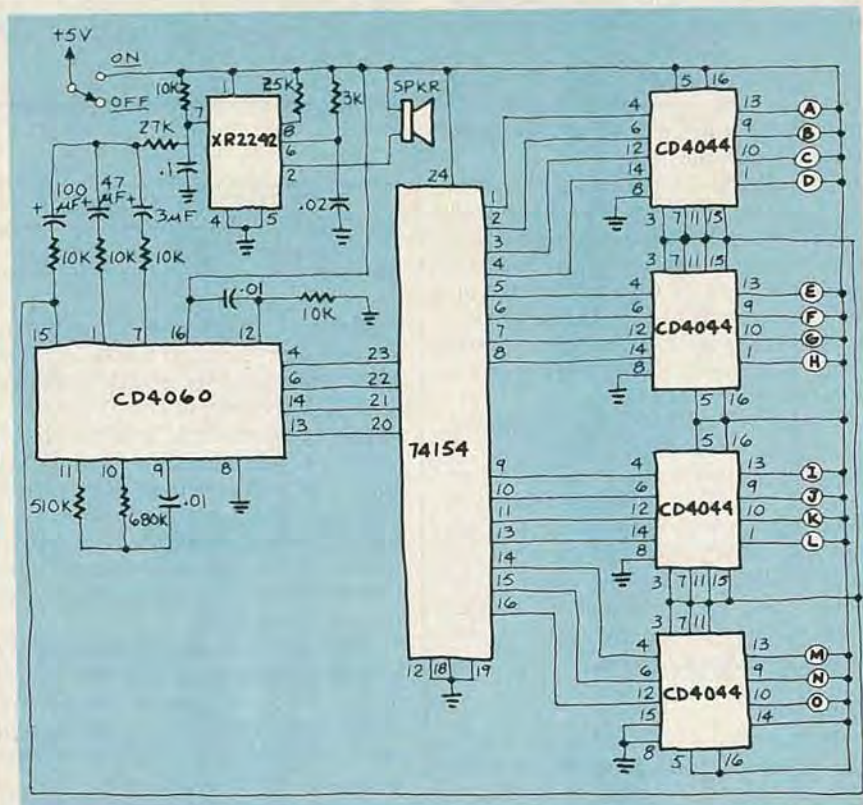 +5V
ON
OFF
10K
1
25K
3K
SPKR
7
8
27K
XR2242
6
2
.1
4
5
.02
24
100 μF
+
47 μF
+
3μF
+
10K
10K
10K
.01
10K
15
1
7
16
12
CD4060
4
6
14
13
11
10
9
8
510K
680K
.01
23
22
21
20
74154
1
2
3
4
5
6
7
8
9
10
11
13
14
15
16
12
18
19
5
16
4
6
12
14
8
CD4044
13
9
10
1
A
B
C
D
3
7
11
15
3
7
11
15
4
6
12
14
8
CD4044
13
9
10
1
E
F
G
H
5
16
5
16
4
6
12
14
8
CD4044
13
9
10
1
I
J
K
L
3
7
11
15
3
7
11
4
6
12
15
8
CD4044
13
9
10
14
M
N
O
5
16